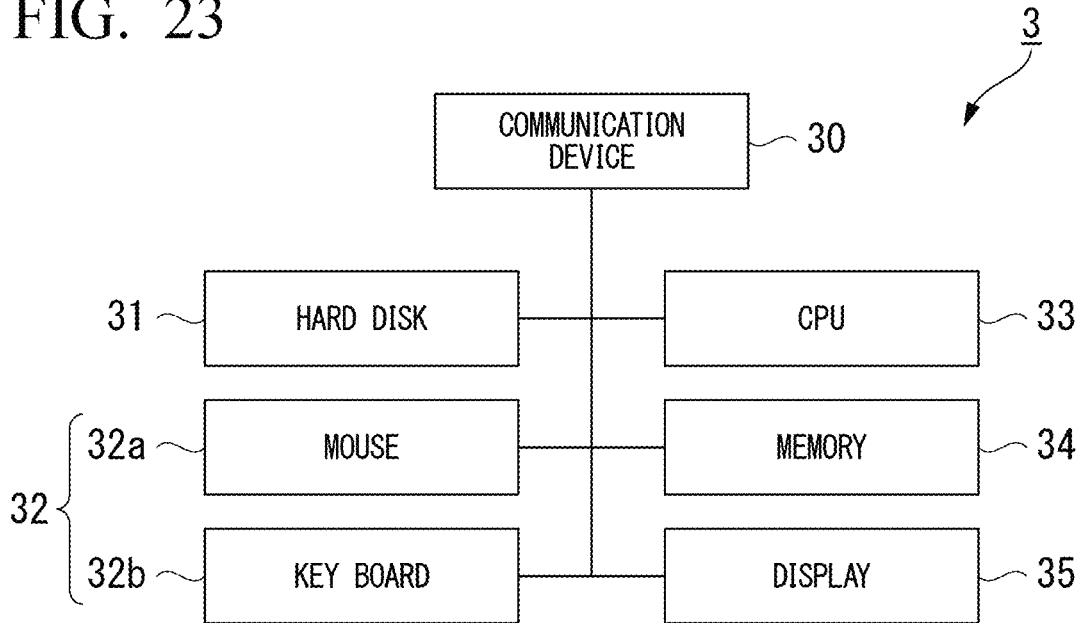 FIG. 23
3
COMMUNICATION
DEVICE
30
31
HARD DISK
CPU
33
32a
MOUSE
MEMORY
34
32
32b
KEY BOARD
DISPLAY
35